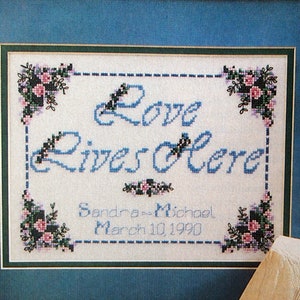 Love
Lives Here
Sandra~Michael
March 10, 1990